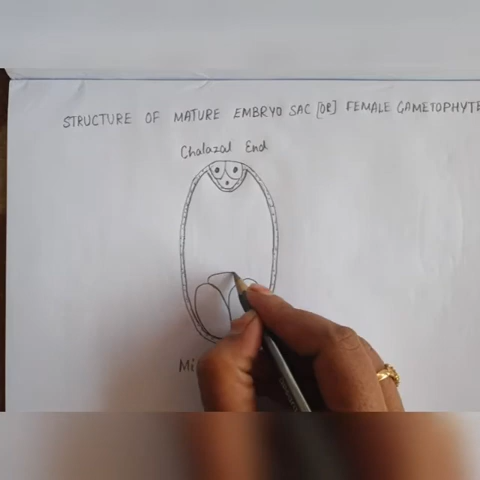 STRUCTURE OF MATURE EMBRYO SAC [OR] FEMALE GAMETOPHYTE
Chalazal End